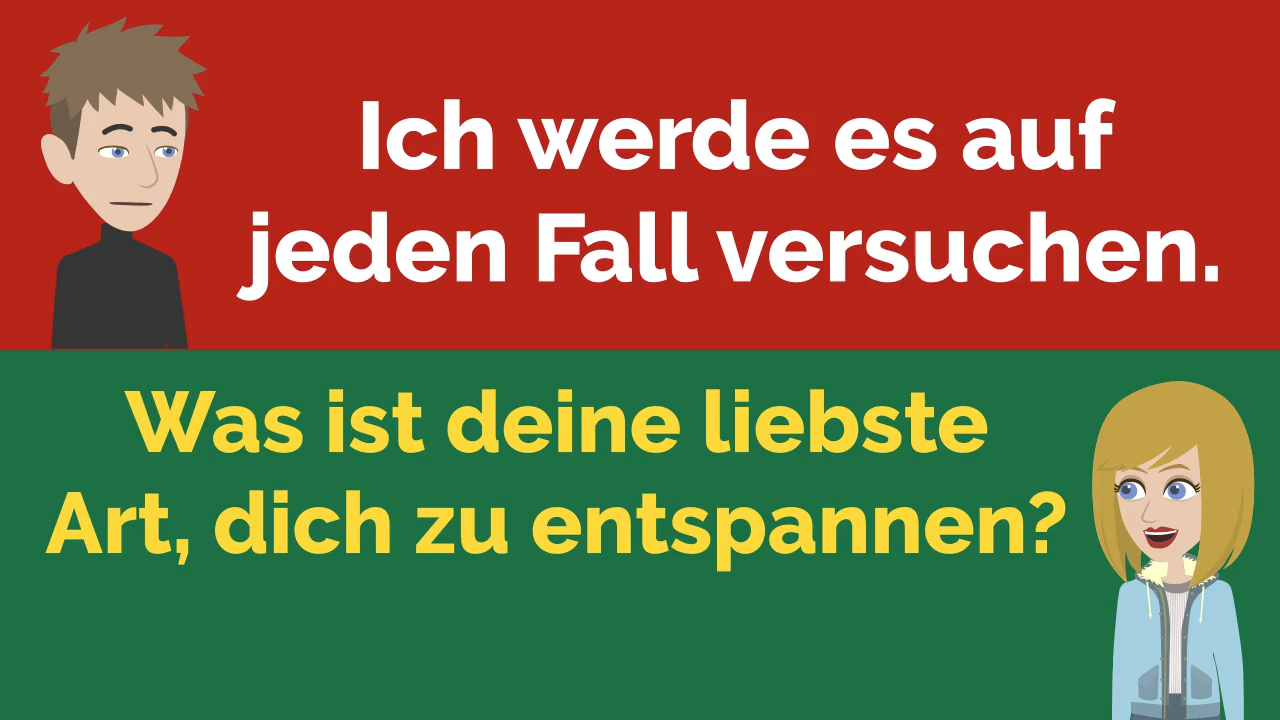 Ich werde es auf
jeden Fall versuchen.
Was ist deine liebste
Art, dich zu entspannen?